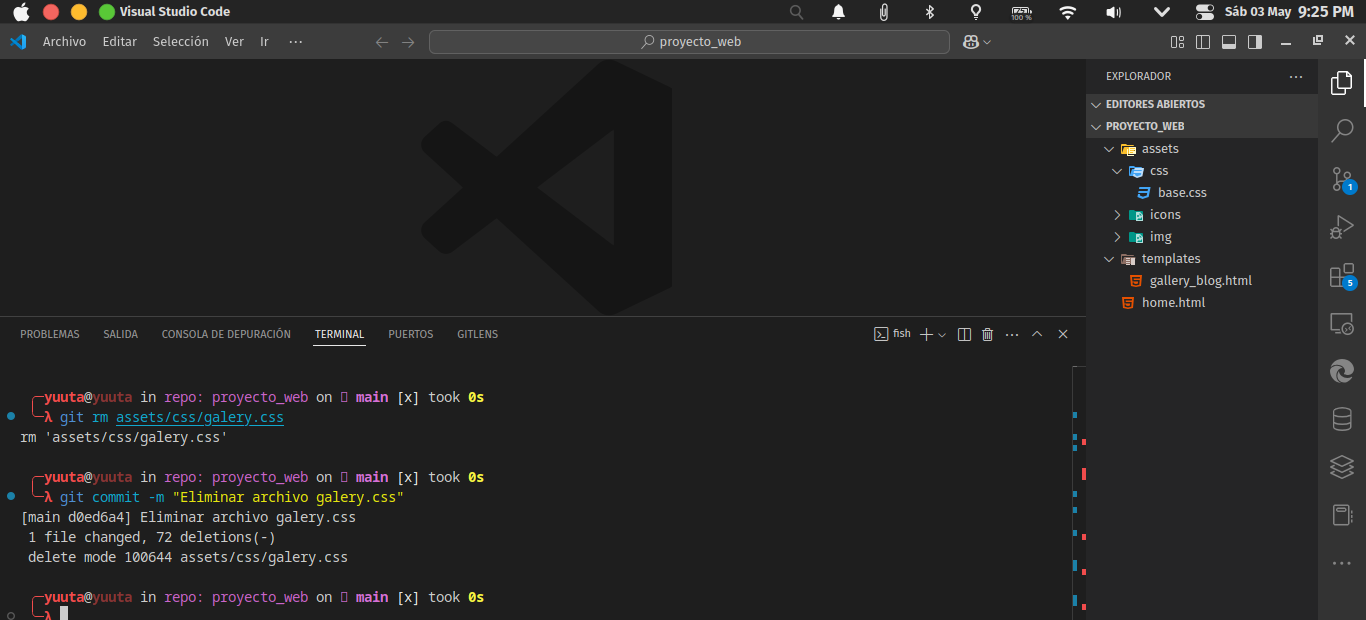 Visual Studio Code
100 %
Sáb 03 May 9:25 PM
Archivo Editar Selección Ver Ir ···
proyecto_web
EXPLORADOR
EDITORES ABIERTOS
PROYECTO_WEB
assets
css
base.css
icons
img
templates
gallery_blog.html
home.html
1
5
PROBLEMAS SALIDA CONSOLA DE DEPURACIÓN TERMINAL PUERTOS GITLENS
fish
yuuta@yuuta in repo: proyecto_web on main [x] took 0s
λ git rm assets/css/galery.css
rm 'assets/css/galery.css'
yuuta@yuuta in repo: proyecto_web on main [x] took 0s
λ git commit -m "Eliminar archivo galery.css"
[main d0ed6a4] Eliminar archivo galery.css
1 file changed, 72 deletions(-)
delete mode 100644 assets/css/galery.css
yuuta@yuuta in repo: proyecto_web on main [x] took 0s
λ